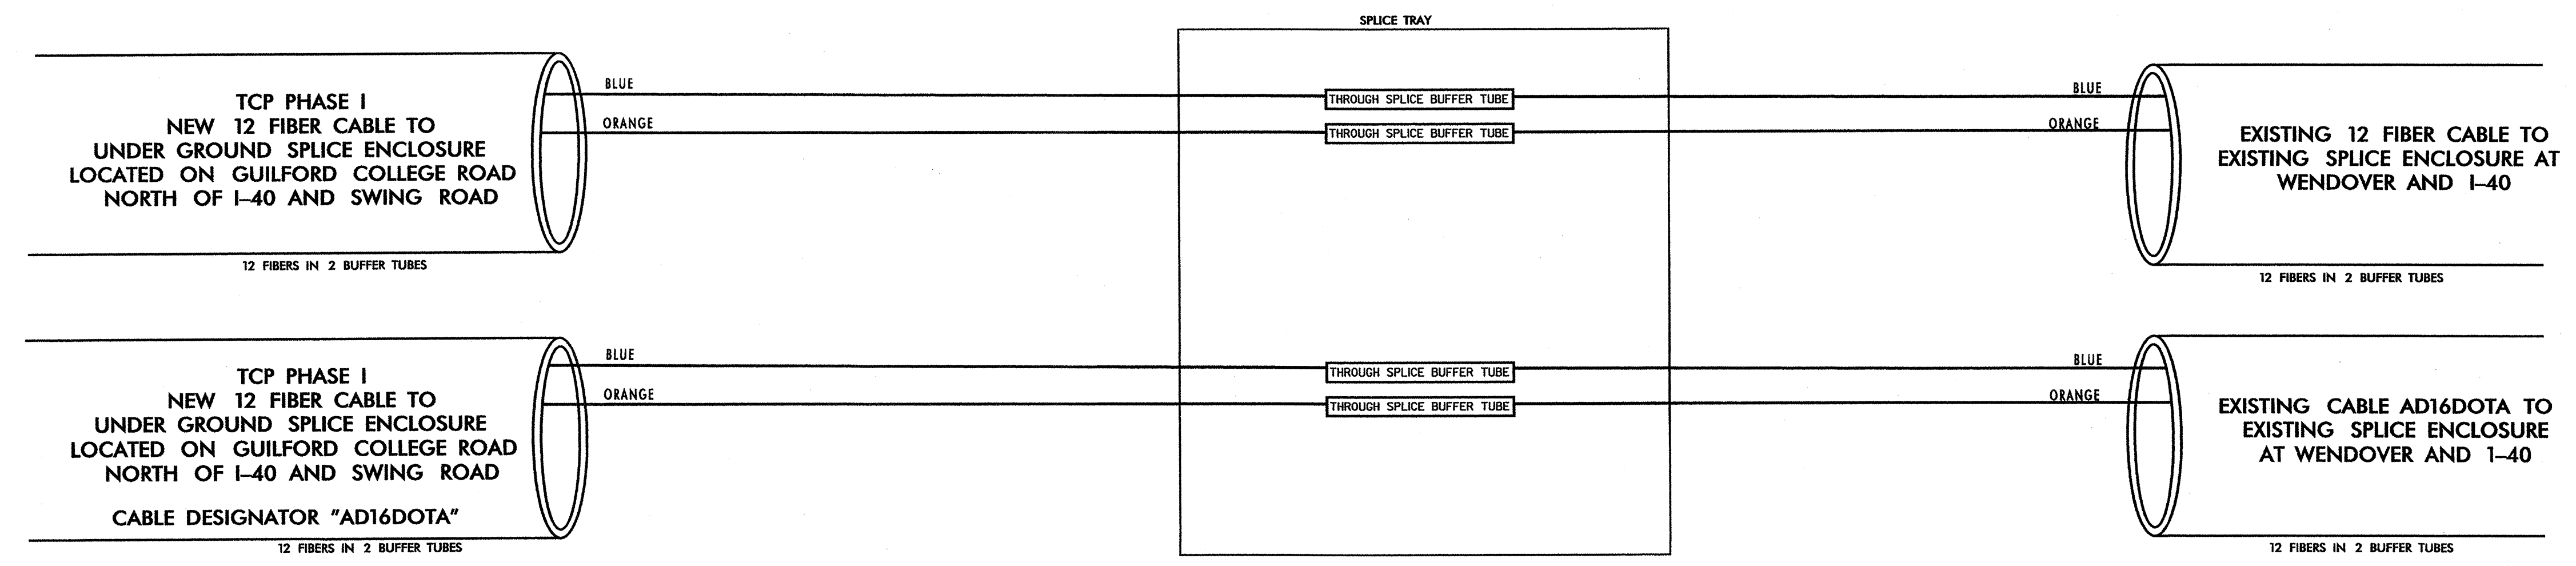 SPLICE TRAY
TCP PHASE I
NEW 12 FIBER CABLE TO
UNDER GROUND SPLICE ENCLOSURE
LOCATED ON GUILFORD COLLEGE ROAD
NORTH OF I-40 AND SWING ROAD
12 FIBERS IN 2 BUFFER TUBES
BLUE
ORANGE
THROUGH SPLICE BUFFER TUBE
THROUGH SPLICE BUFFER TUBE
BLUE
ORANGE
EXISTING 12 FIBER CABLE TO
EXISTING SPLICE ENCLOSURE AT
WENDOVER AND I-40
12 FIBERS IN 2 BUFFER TUBES
TCP PHASE I
NEW 12 FIBER CABLE TO
UNDER GROUND SPLICE ENCLOSURE
LOCATED ON GUILFORD COLLEGE ROAD
NORTH OF I-40 AND SWING ROAD
CABLE DESIGNATOR "AD16DOTA"
12 FIBERS IN 2 BUFFER TUBES
BLUE
ORANGE
THROUGH SPLICE BUFFER TUBE
THROUGH SPLICE BUFFER TUBE
BLUE
ORANGE
EXISTING CABLE AD16DOTA TO
EXISTING SPLICE ENCLOSURE
AT WENDOVER AND 1-40
12 FIBERS IN 2 BUFFER TUBES